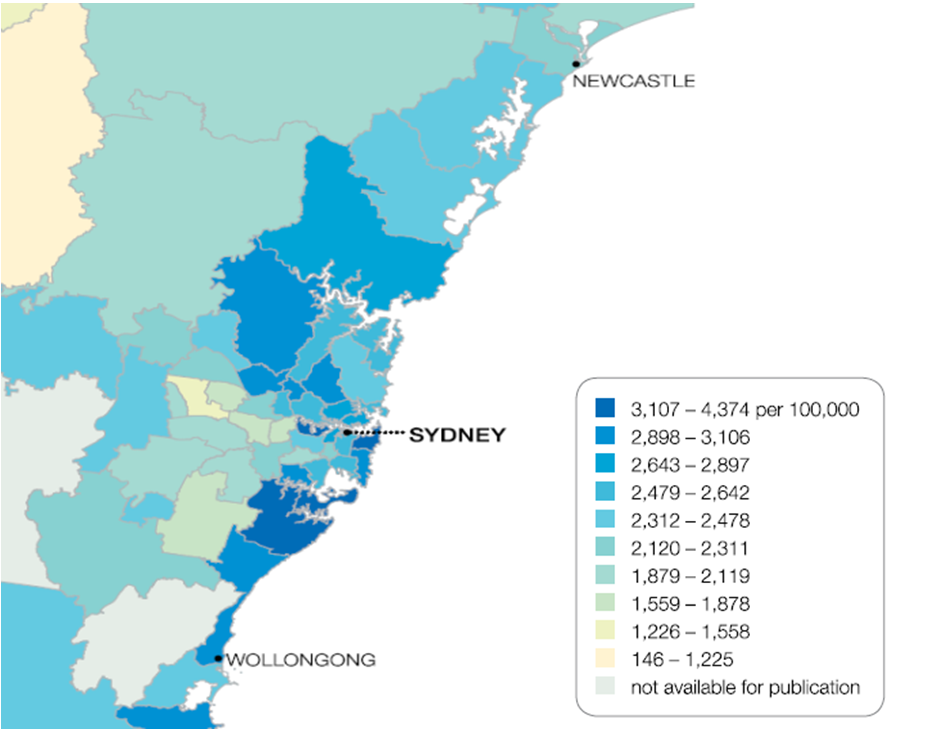 NEWCASTLE
3,107 – 4,374 per 100,000
SYDNEY
2,898 – 3,106
2,643 – 2,897
2,479 – 2,642
2,312 – 2,478
2,120 – 2,311
1,879 – 2,119
1,559 – 1,878
1,226 – 1,558
146 – 1,225
WOLLONGONG
not available for publication